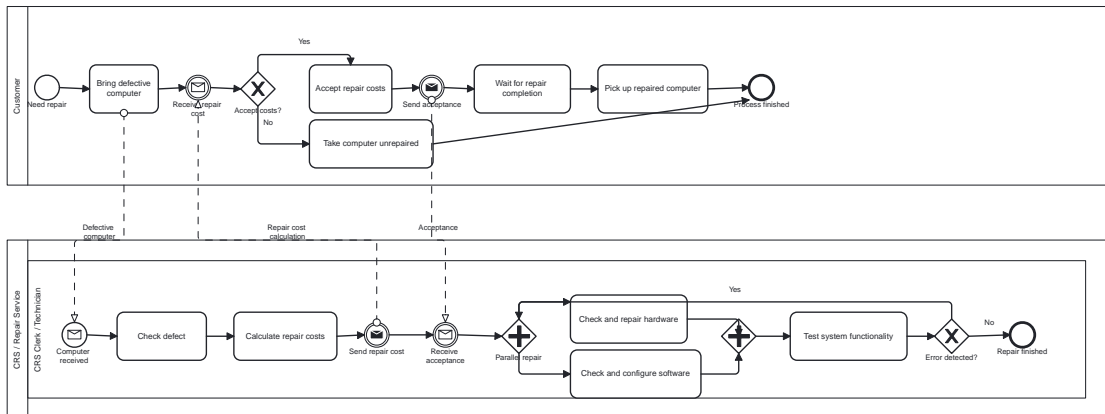 Customer
Need repair
Bring defective
computer
Receive repair
cost
Accept costs?
Yes
No
Accept repair costs
Take computer unrepaired
Send acceptance
Wait for repair
completion
Pick up repaired computer
Process finished
Defective
computer
Repair cost
calculation
Acceptance
CRS / Repair Service
CRS Clerk / Technician
Computer
received
Check defect
Calculate repair costs
Send repair cost
Receive
acceptance
Parallel repair
Check and repair hardware
Check and configure software
Test system functionality
Yes
Error detected?
No
Repair finished